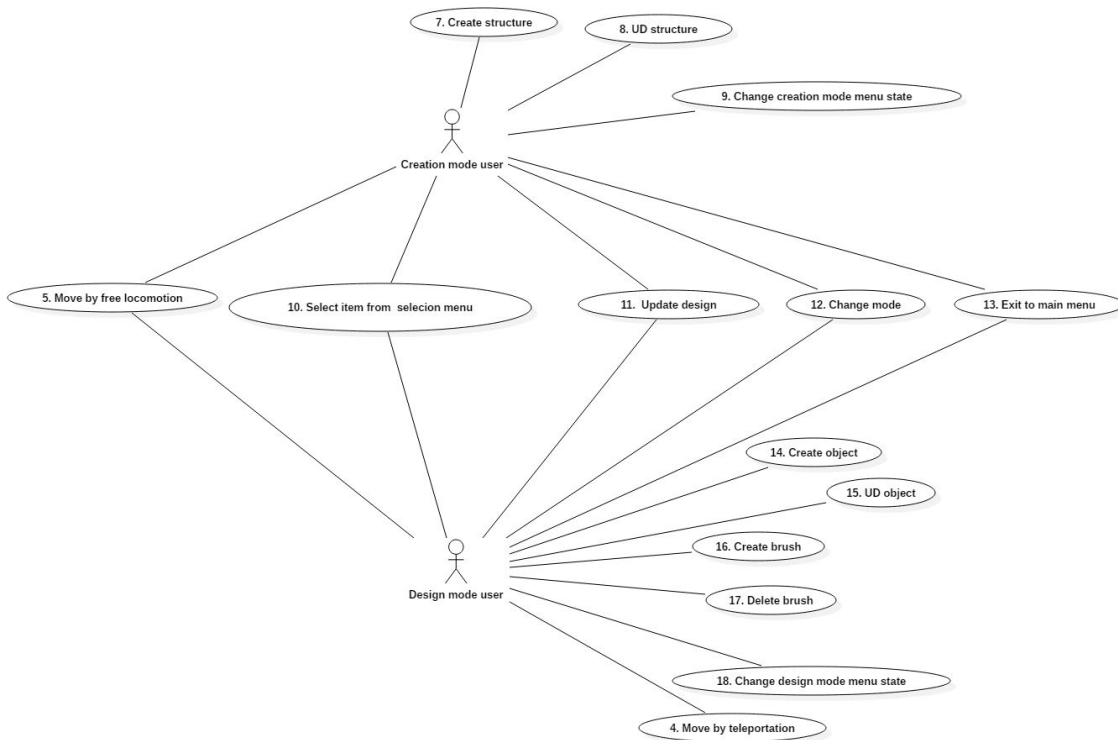 7. Create structure
8. UD structure
9. Change creation mode menu state
Creation mode user
5. Move by free locomotion
10. Select item from selecion menu
11. Update design
12. Change mode
13. Exit to main menu
14. Create object
15. UD object
16. Create brush
Design mode user
17. Delete brush
18. Change design mode menu state
4. Move by teleportation